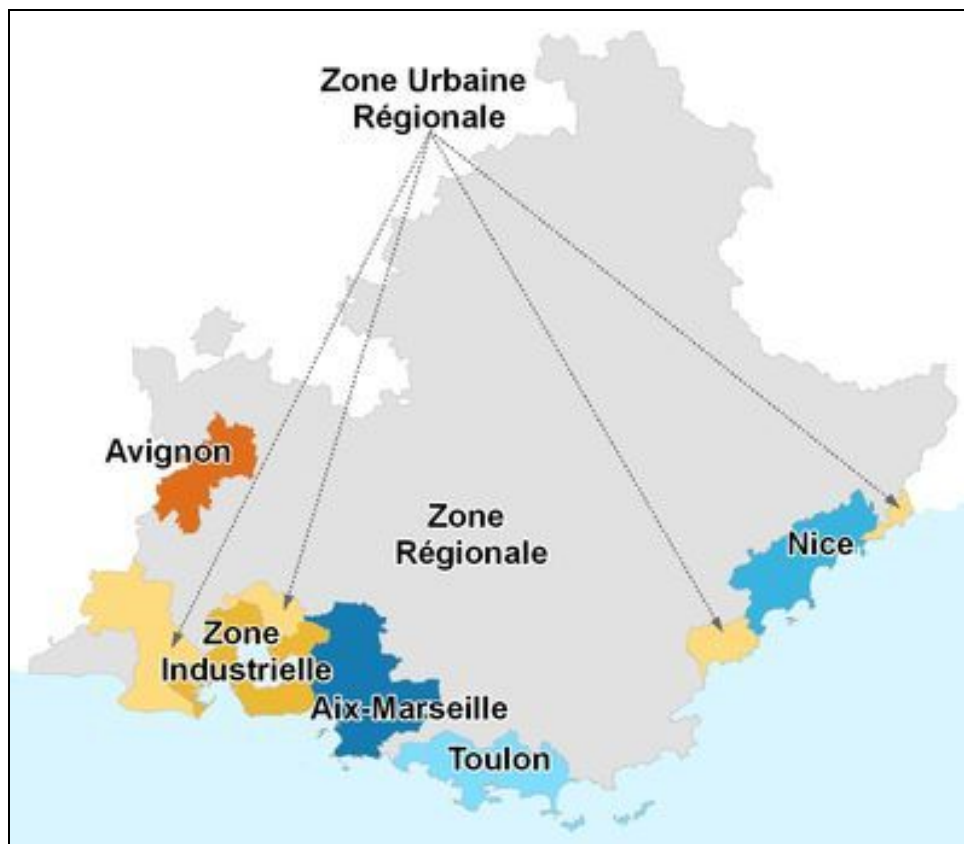 Zone Urbaine
Régionale
Avignon
Zone
Régionale
Nice
Zone
Industrielle
Aix-Marseille
Toulon